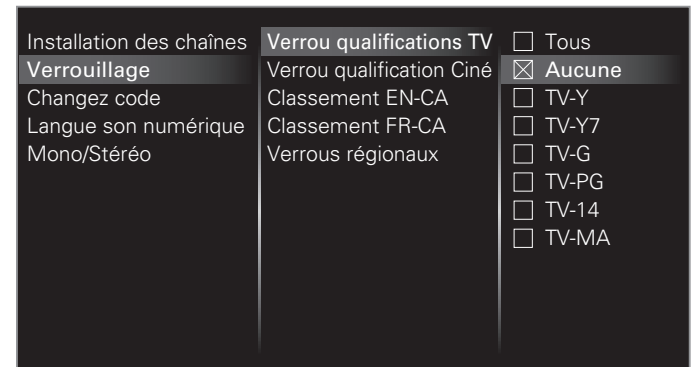 Installation des chaînes
Verrouillage
Changez code
Langue son numérique
Mono/Stéréo
Verrou qualifications TV
Verrou qualification Ciné
Classement EN-CA
Classement FR-CA
Verrous régionaux
Tous
Aucune
TV-Y
TV-Y7
TV-G
TV-PG
TV-14
TV-MA